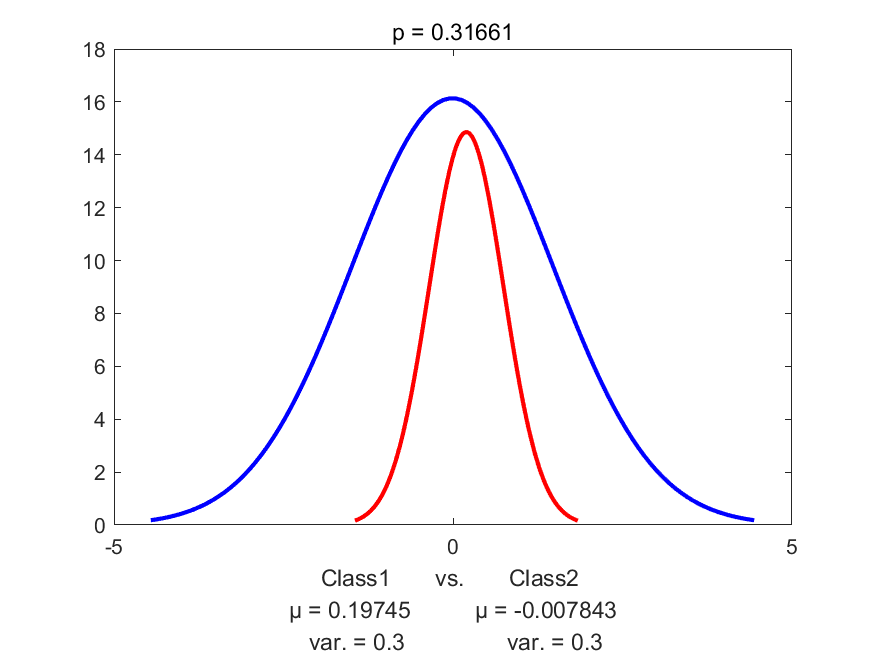 p = 0.31661
18
16
14
12
10
8
6
4
2
0
-5 0 5
Class1 vs. Class2
μ = 0.19745 μ = -0.007843
var. = 0.3 var. = 0.3